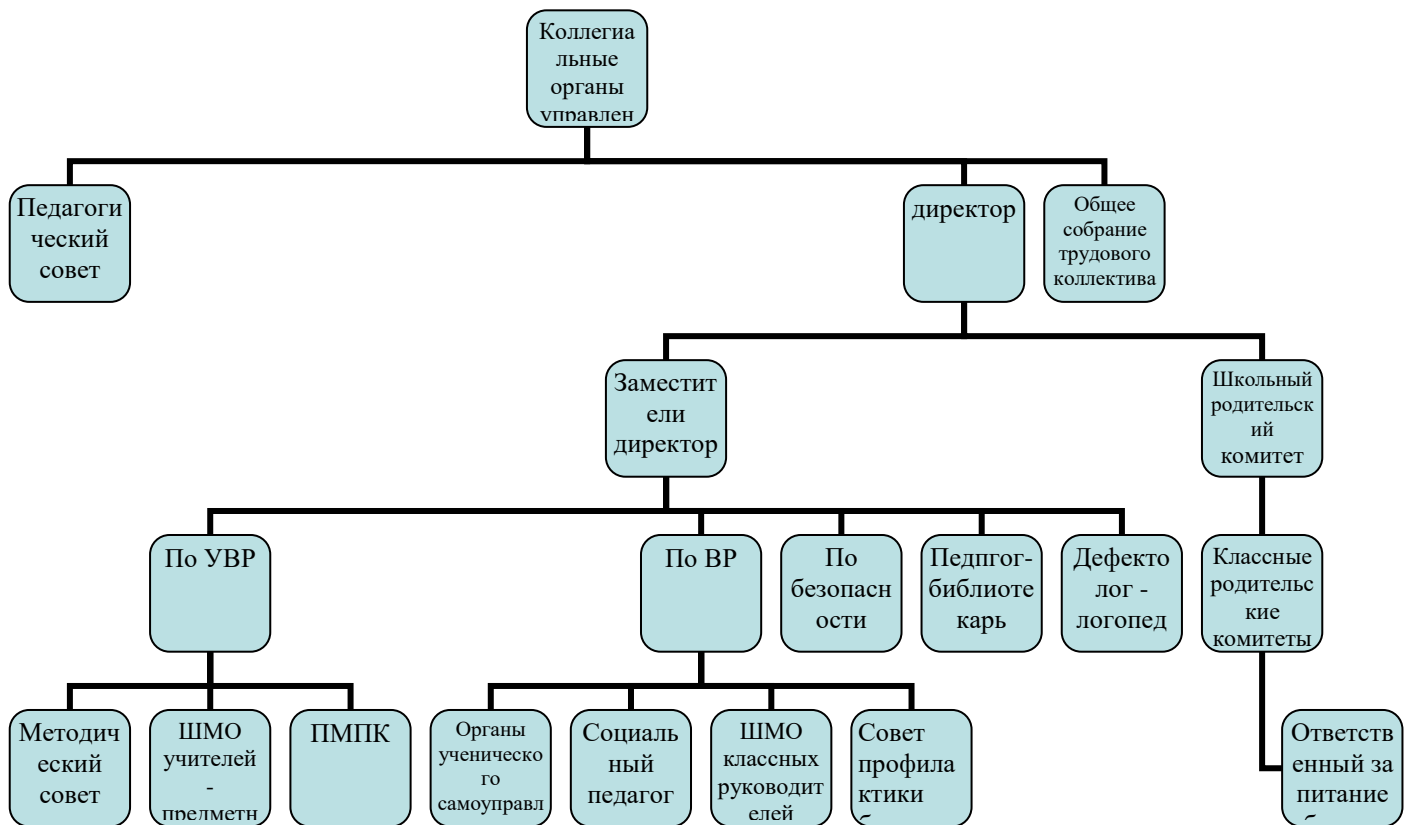 Коллегиа
льные
органы
управлен
Педагоги
ческий
совет
директор
Общее
собрание
трудового
коллектива
Заместит
ели
директор
Школьный
родительск
ий
комитет
По УВР
По ВР
По
безопасн
ости
Педпгог-
библиоте
карь
Дефекто
лог -
логопед
Классные
родительс
кие
комитеты
Методич
еский
совет
ШМО
учителей
-
предметн
ПМПК
Органы
ученическо
го
самоуправл
Социаль
ный
педагог
ШМО
классных
руководит
елей
Совет
профила
ктики
Ответств
енный за
питание